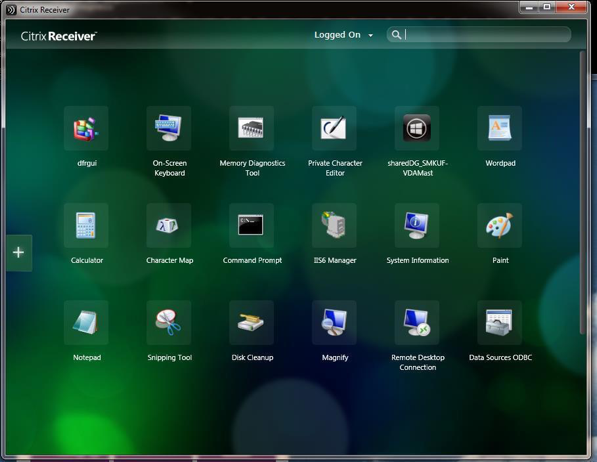 Citrix Receiver
Citrix Receiver™
Logged On
dfrgui
On-Screen
Keyboard
Memory Diagnostics
Tool
Private Character
Editor
sharedDG_SMKUF-
VDAMast
Wordpad
Calculator
Character Map
Command Prompt
IIS6 Manager
System Information
Paint
Notepad
Snipping Tool
Disk Cleanup
Magnify
Remote Desktop
Connection
Data Sources ODBC